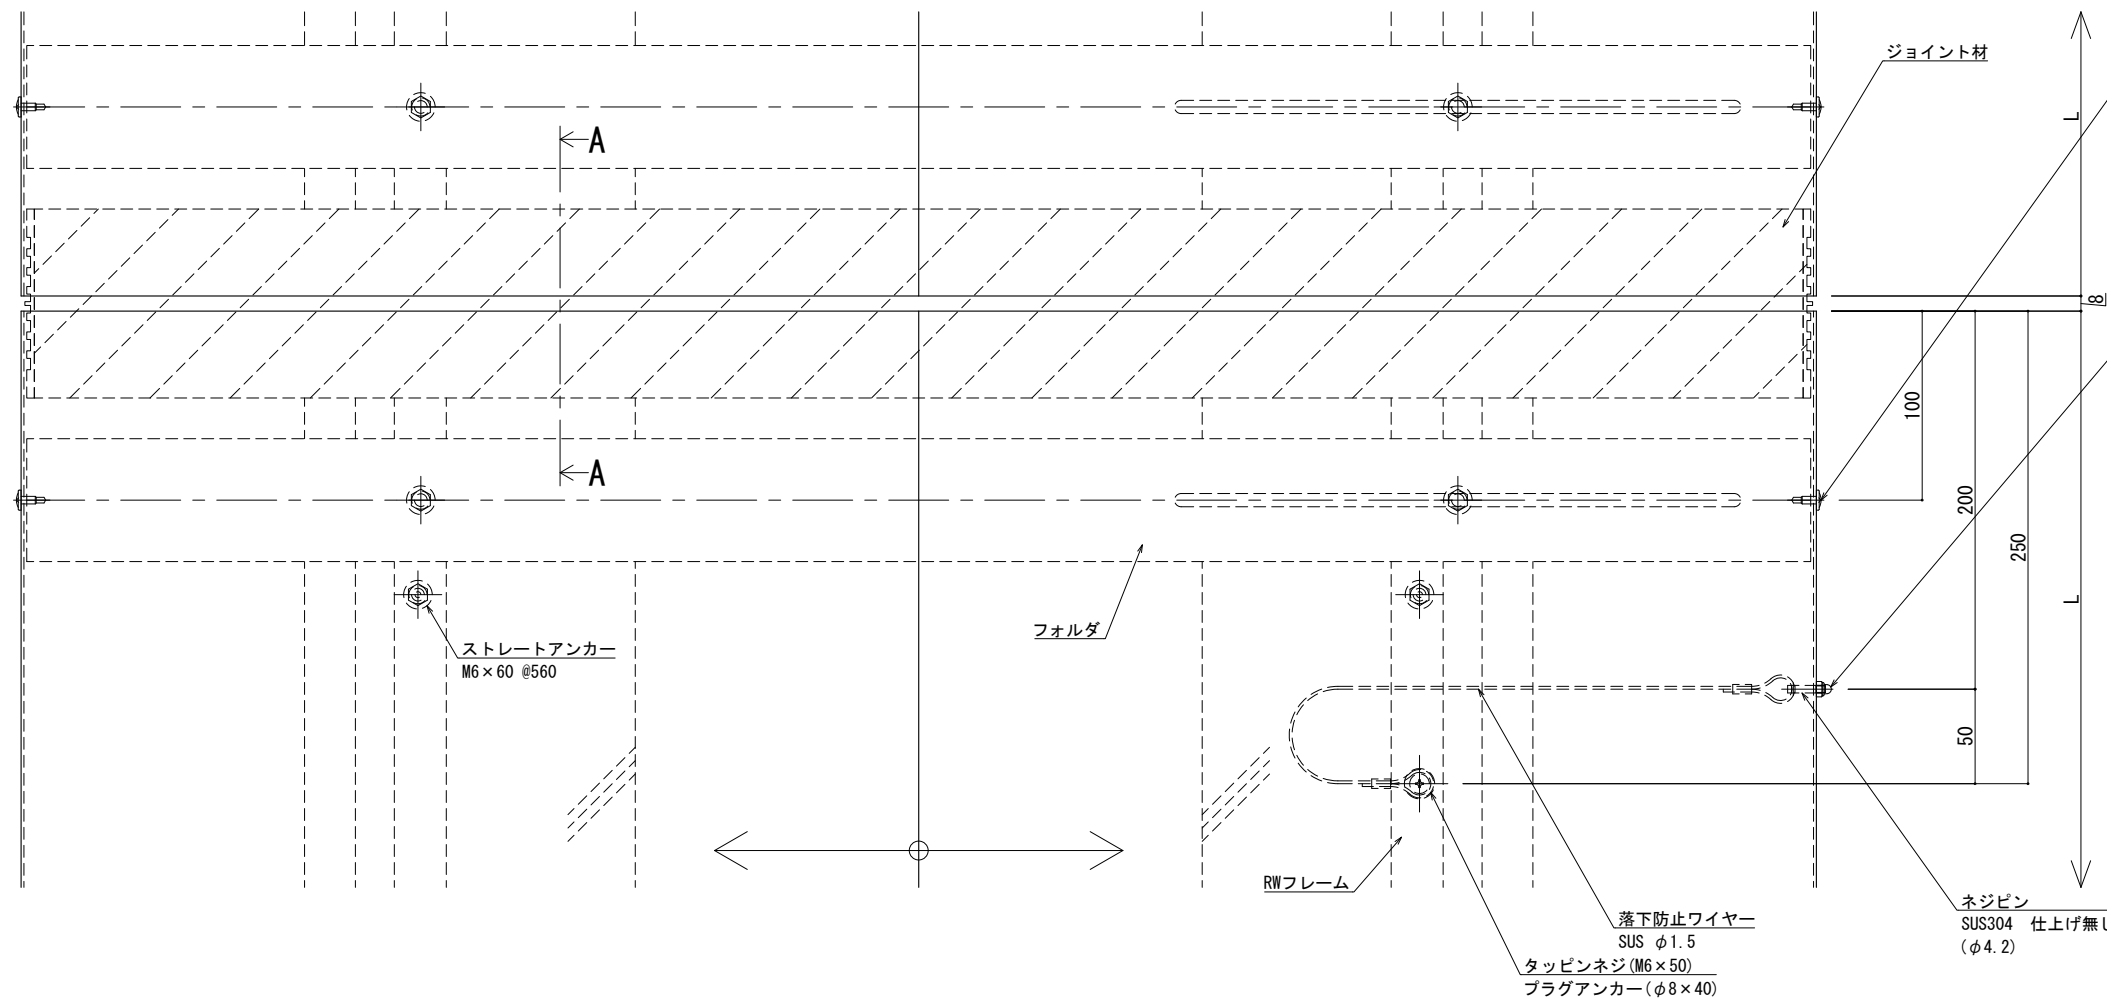 ジョイント材
L
A
8
100
A
200
250
L
フォルダ
ストレートアンカー
M6×60 @560
50
RWフレーム
落下防止ワイヤー
SUS φ1.5
タッピンネジ(M6×50)
プラグアンカー(φ8×40)
ネジピン
SUS304 仕上げ無し
(φ4.2)